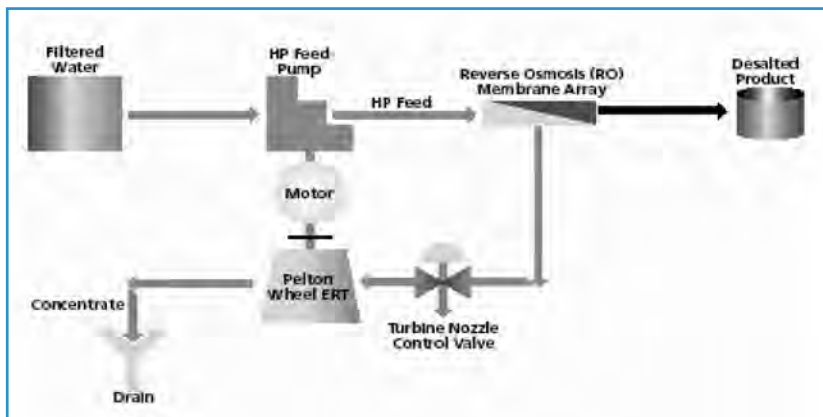 Filtered
Water
HP Feed
Pump
HP Feed
Reverse Osmosis (RO)
Membrane Array
Desalted
Product
Motor
Pelton
Wheel ERT
Turbine Nozzle
Control Valve
Concentrate
Drain